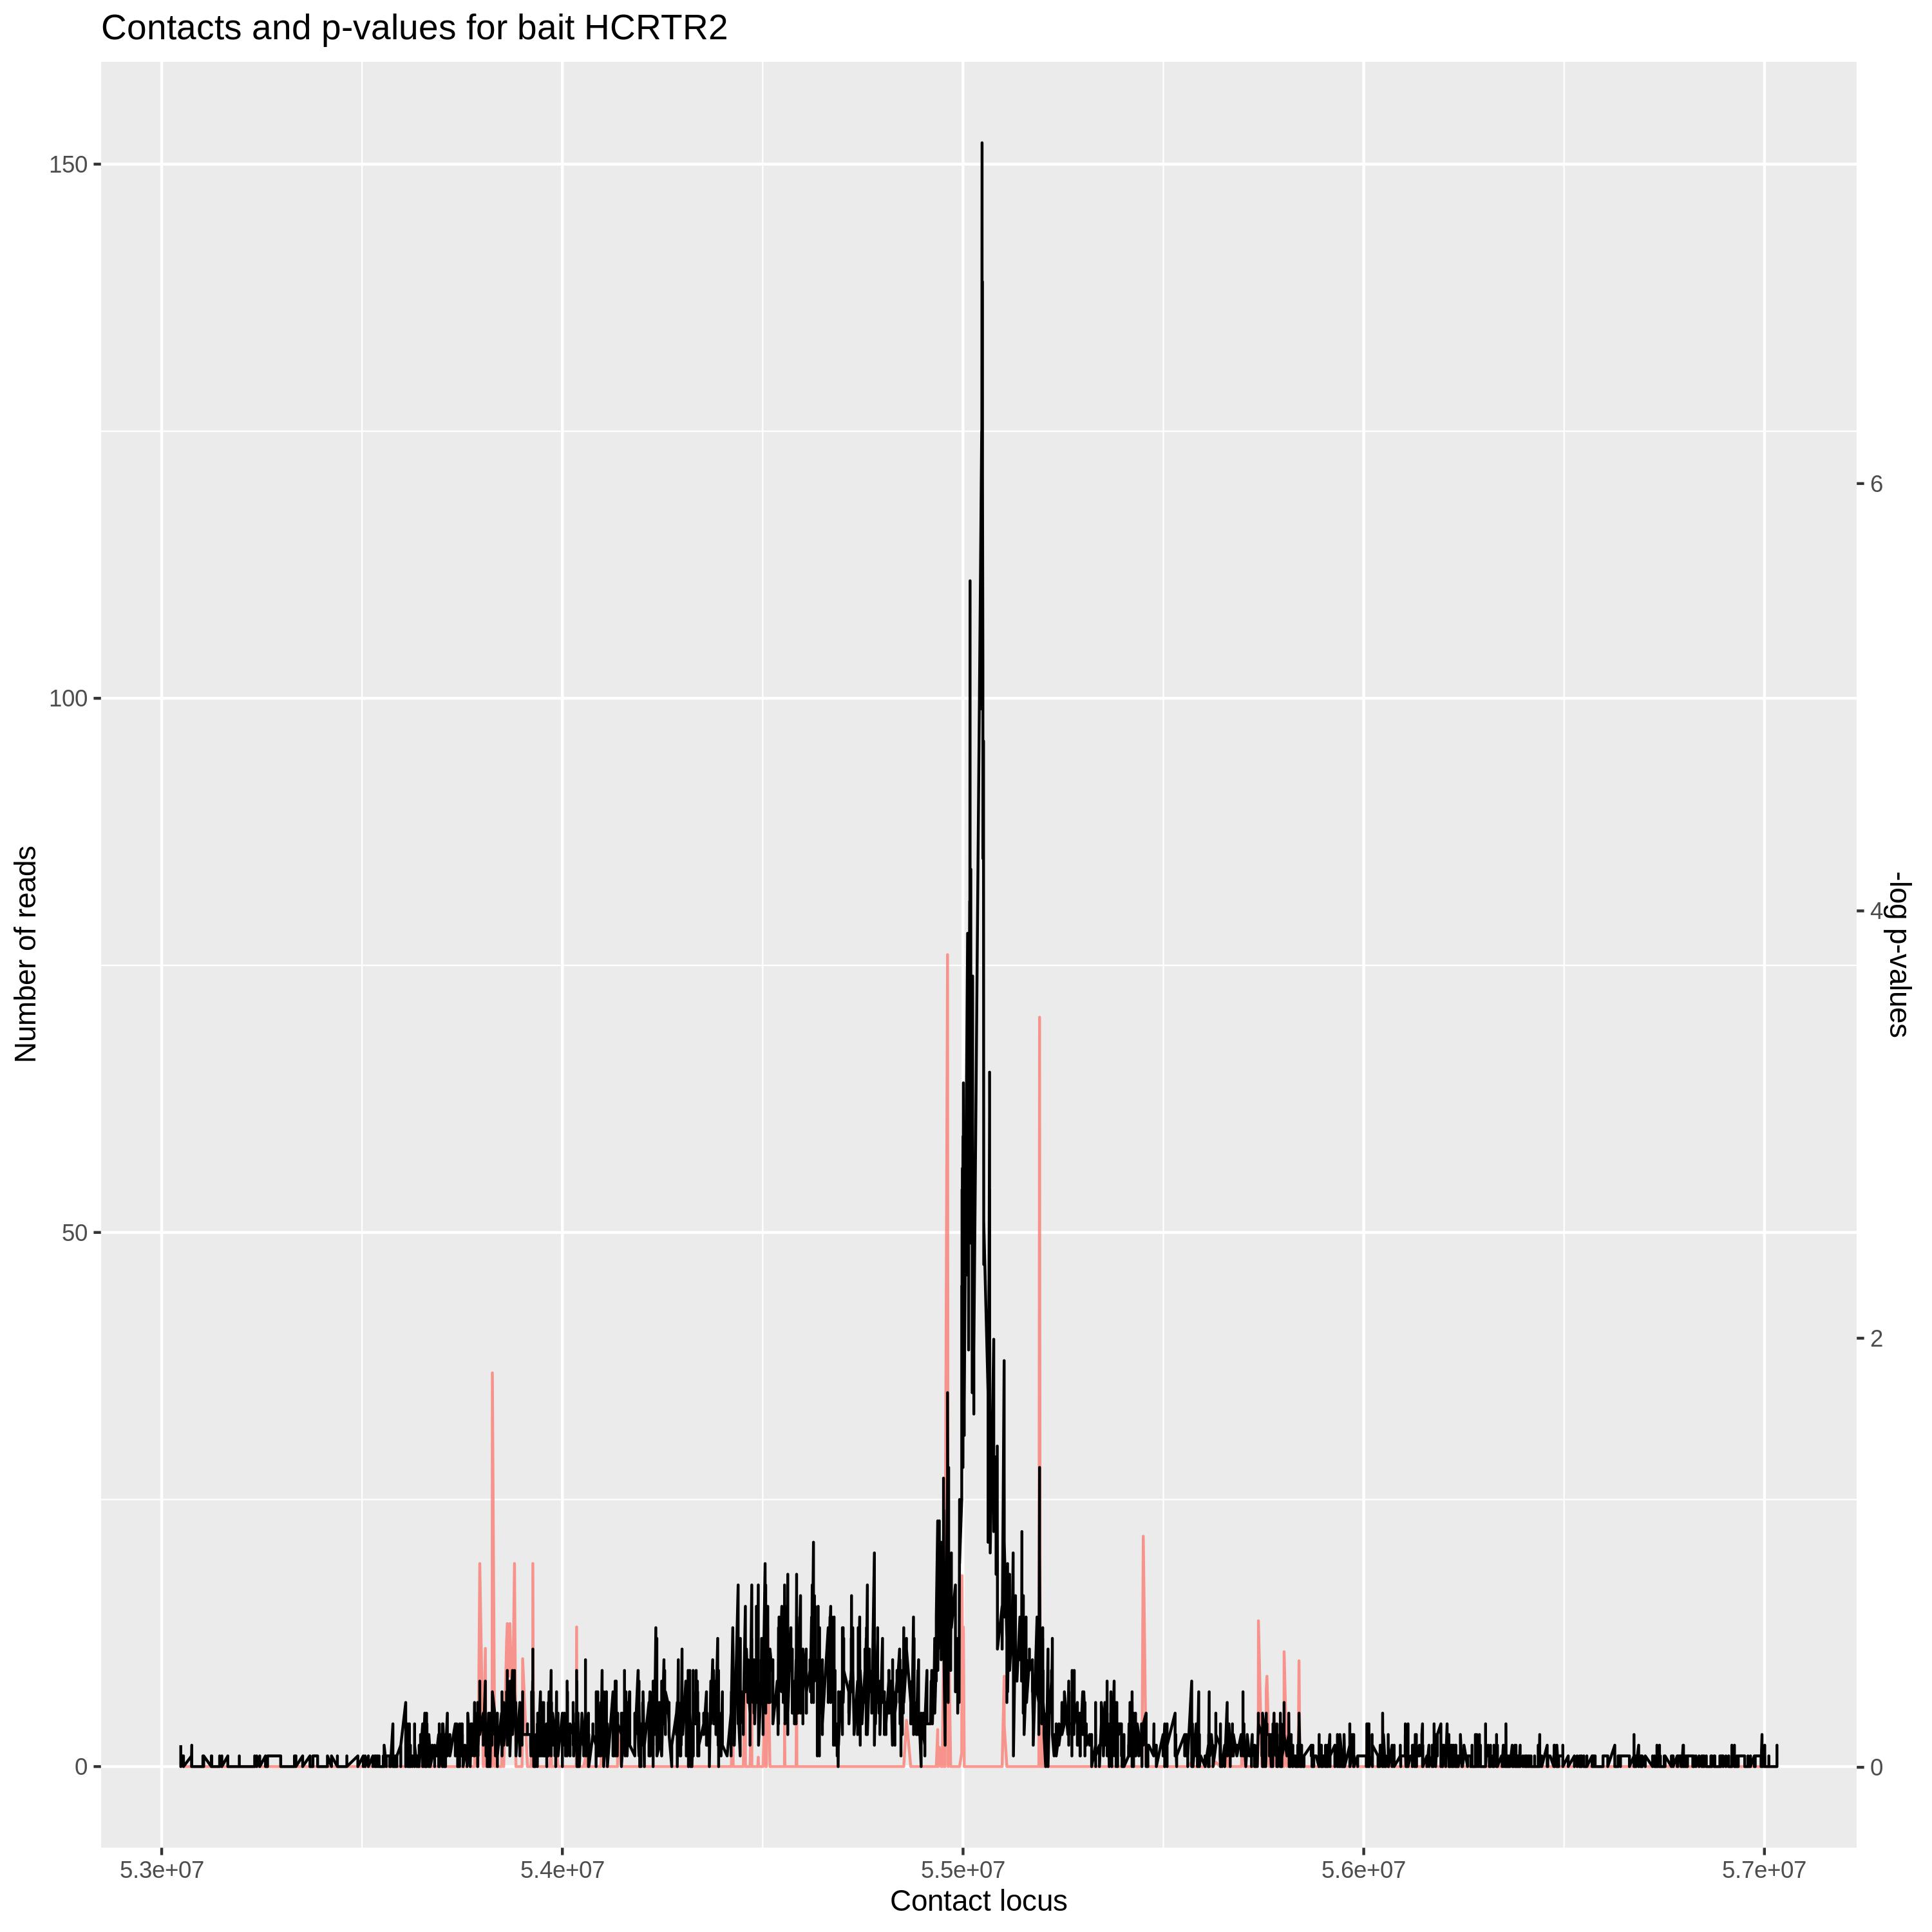 Contacts and p-values for bait HCRTR2
150
100
50
0
Number of reads
6
4
2
0
-log p-values
5.3e+07
5.4e+07
5.5e+07
5.6e+07
5.7e+07
Contact locus